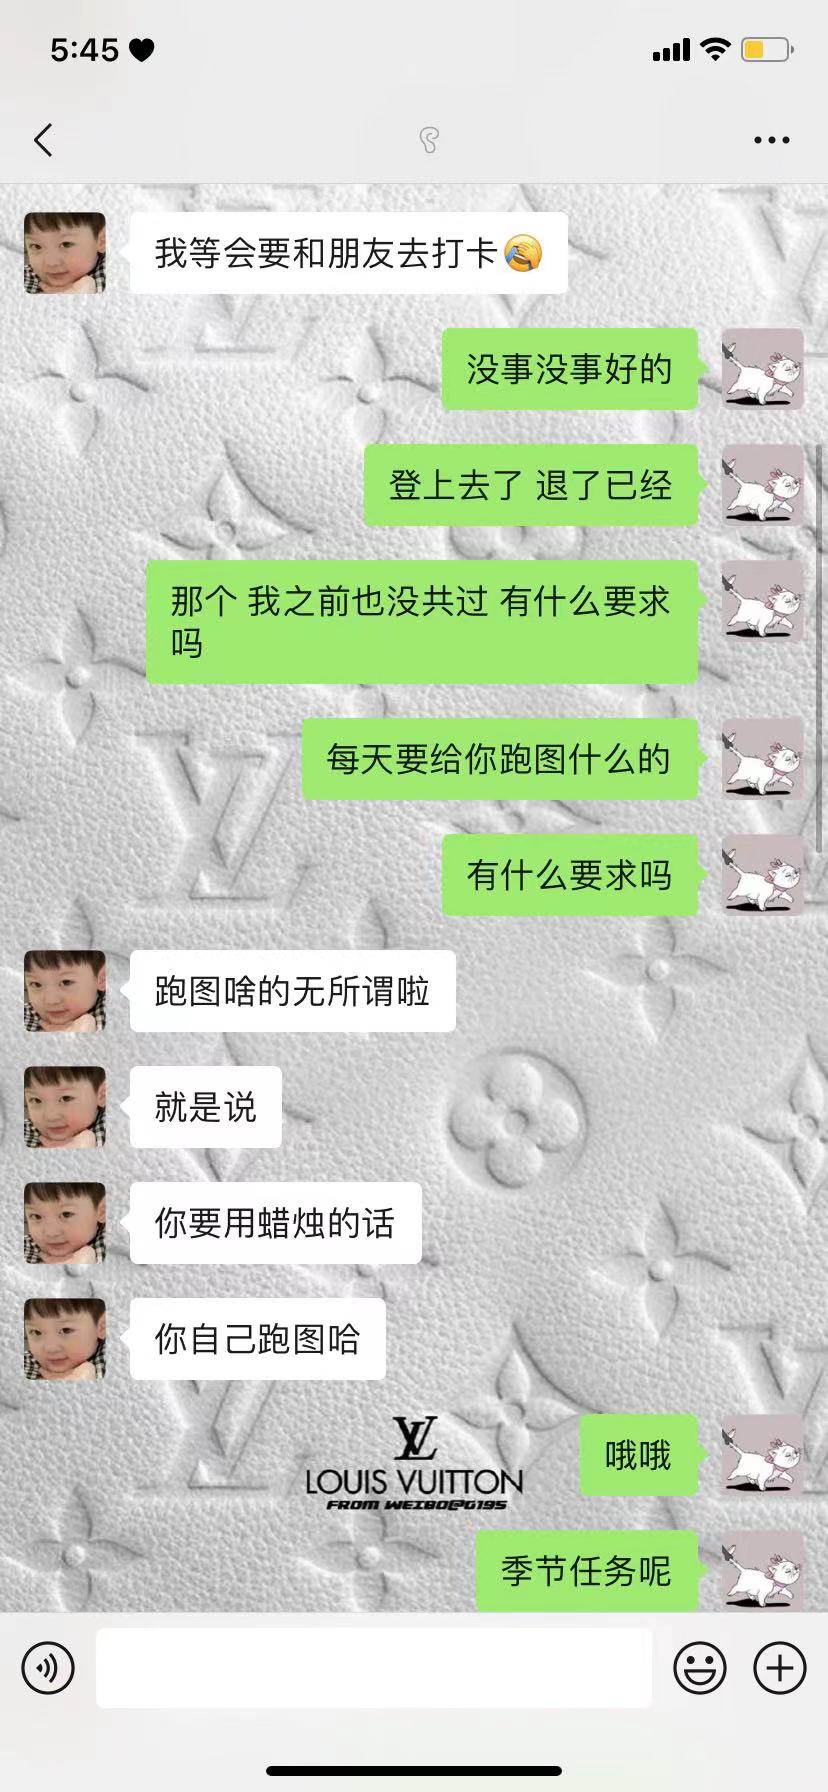 5:45
我等会要和朋友去打卡🤣
没事没事好的
登上去了 退了已经
那个 我之前也没共过 有什么要求
吗
每天要给你跑图什么的
有什么要求吗
跑图啥的无所谓啦
就是说
你要用蜡烛的话
你自己跑图哈
哦哦
LOUIS VUITTON
FROM WEIBO@G195
季节任务呢